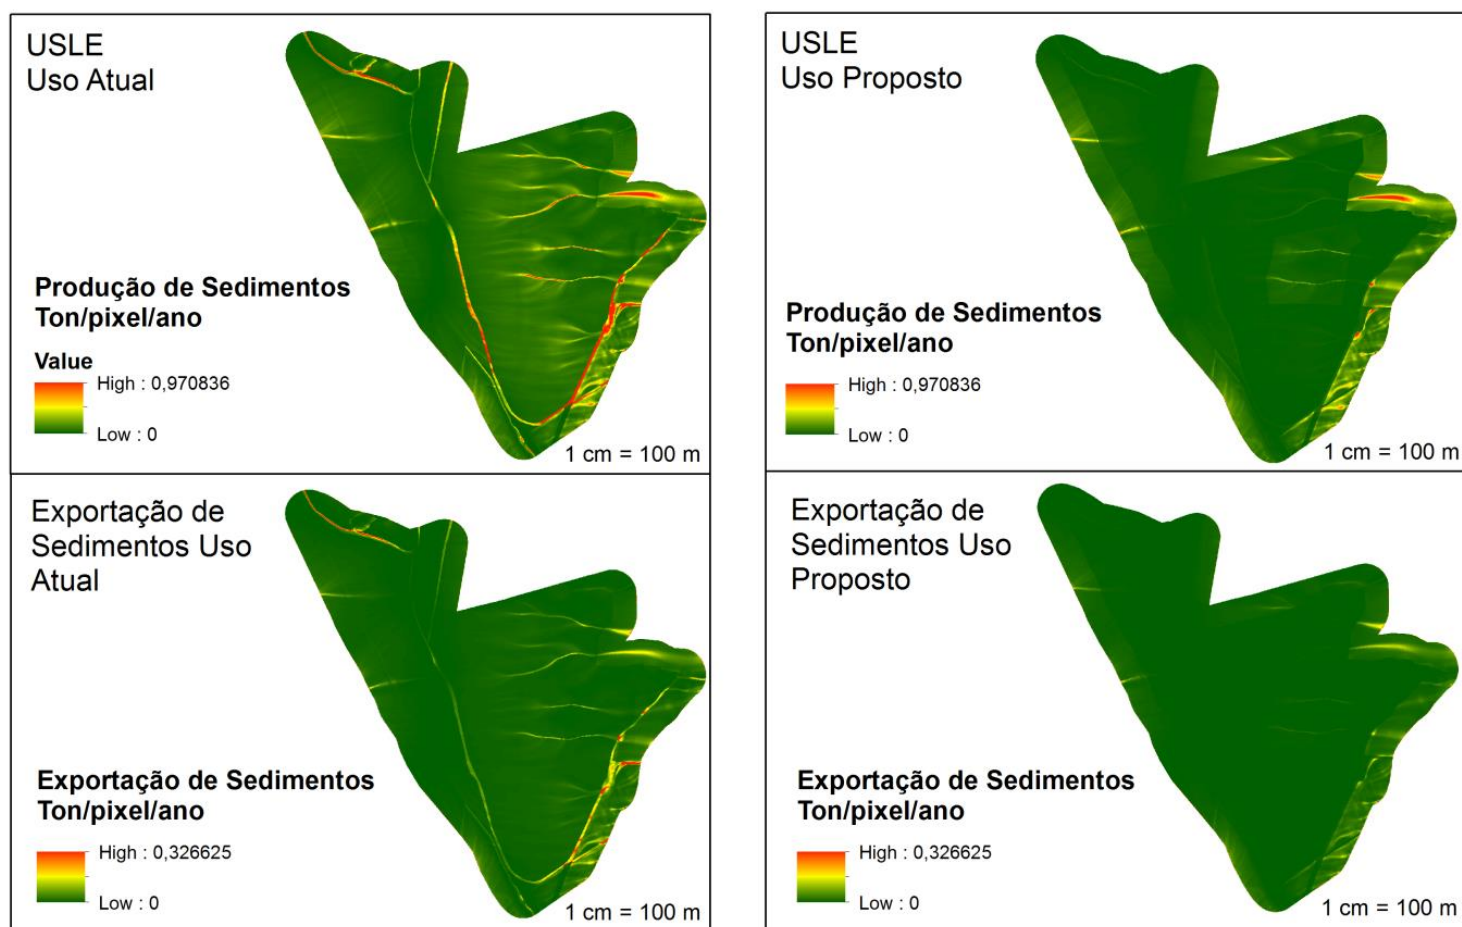 USLE
Uso Atual
Produção de Sedimentos
Ton/pixel/ano
Value
High : 0,970836
Low : 0
1 cm = 100 m
USLE
Uso Proposto
Produção de Sedimentos
Ton/pixel/ano
High : 0,970836
Low : 0
1 cm = 100 m
Exportação de
Sedimentos Uso
Atual
Exportação de Sedimentos
Ton/pixel/ano
High : 0,326625
Low : 0
1 cm = 100 m
Exportação de
Sedimentos Uso
Proposto
Exportação de Sedimentos
Ton/pixel/ano
High : 0,326625
Low : 0
1 cm = 100 m